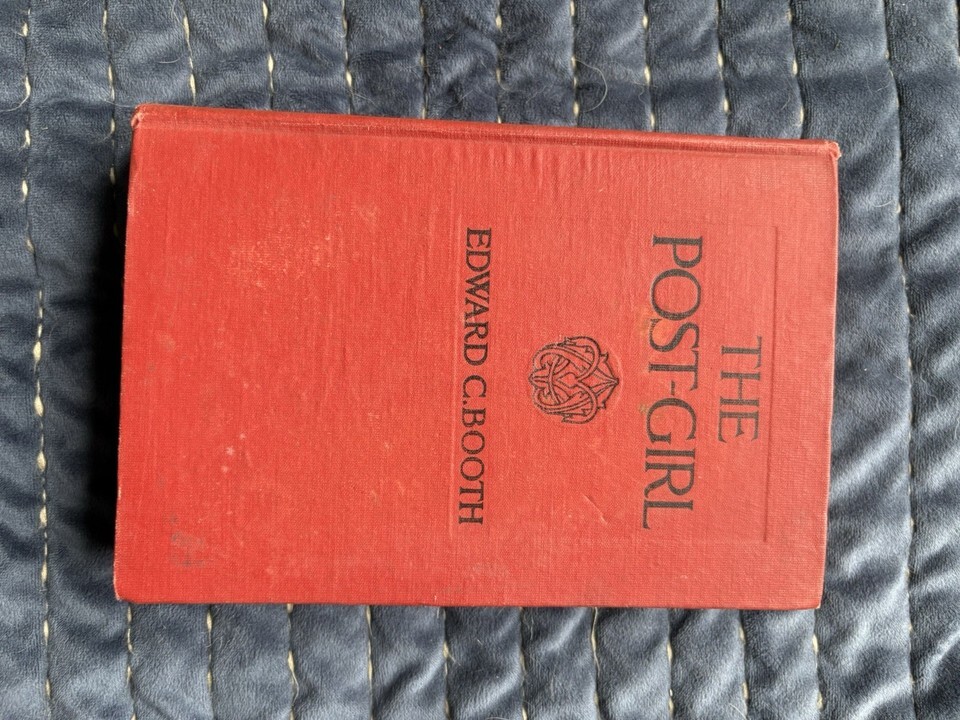 THE
POST-GIRL
EDWARD C. BOOTH